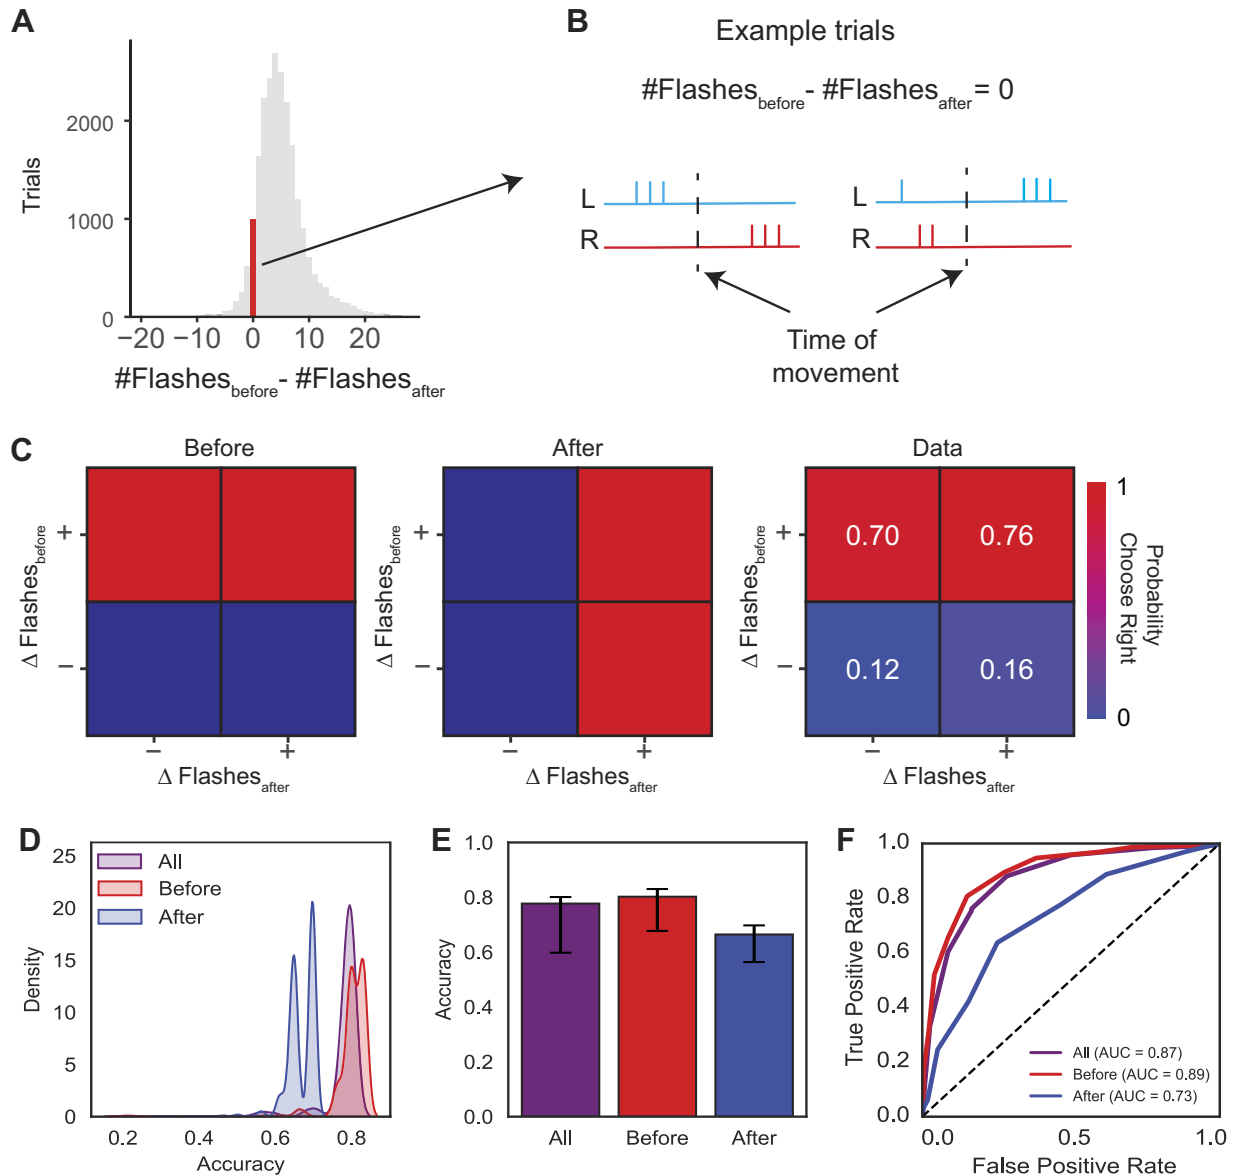 A
Trials
2000
1000
0
−20 −10 0 10 20
#Flashesbefore- #Flashesafter
B
Example trials
#Flashesbefore- #Flashesafter= 0
L
R
L
R
Time of
movement
C
Before
+
−
Δ Flashesbefore
− +
Δ Flashesafter
After
+
−
Δ Flashesbefore
− +
Δ Flashesafter
Data
+
−
Δ Flashesbefore
0.70 0.76
0.12 0.16
− +
Δ Flashesafter
1
0
Probability
Choose Right
D
25
20
15
10
5
0
Density
All
Before
After
0.2 0.4 0.6 0.8
Accuracy
E
1.0
0.8
0.6
0.4
0.2
0.0
Accuracy
All Before After
F
1.0
0.8
0.6
0.4
0.2
0.0
True Positive Rate
All (AUC = 0.87)
Before (AUC = 0.89)
After (AUC = 0.73)
0.0 0.5 1.0
False Positive Rate